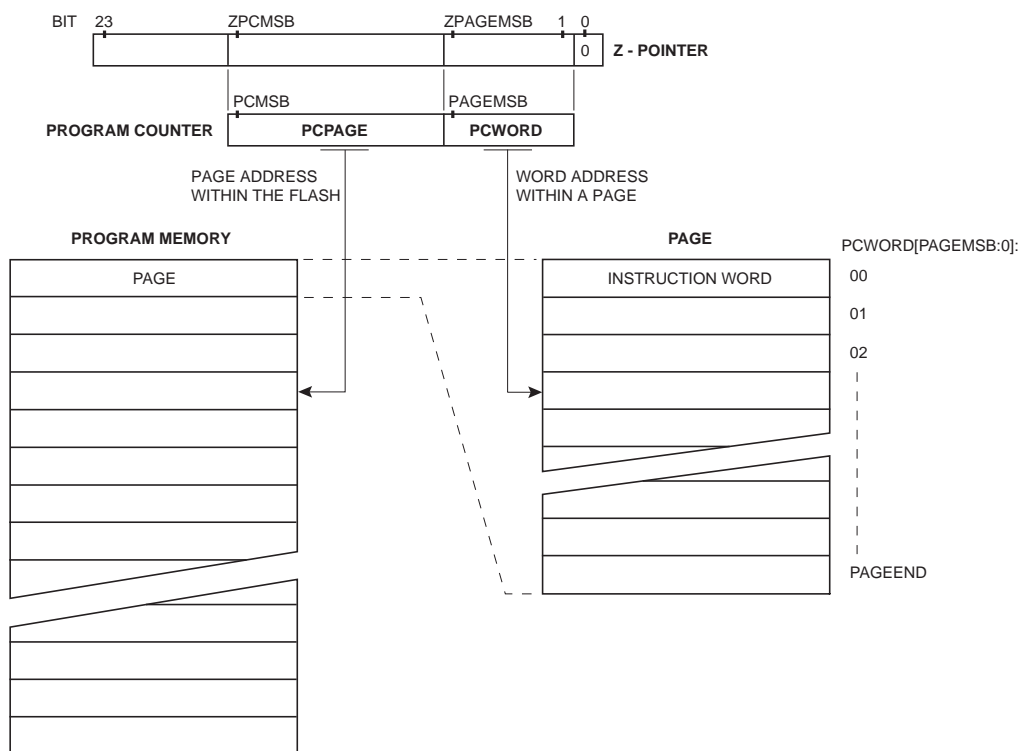 BIT 23 ZPCMSB ZPAGEMSB 1 0
0 Z - POINTER
PCMSB PAGEMSB
PROGRAM COUNTER PCPAGE PCWORD
PAGE ADDRESS
WITHIN THE FLASH
WORD ADDRESS
WITHIN A PAGE
PROGRAM MEMORY
PAGE
PAGE
INSTRUCTION WORD
PCWORD[PAGEMSB:0]:
00
01
02
PAGEEND